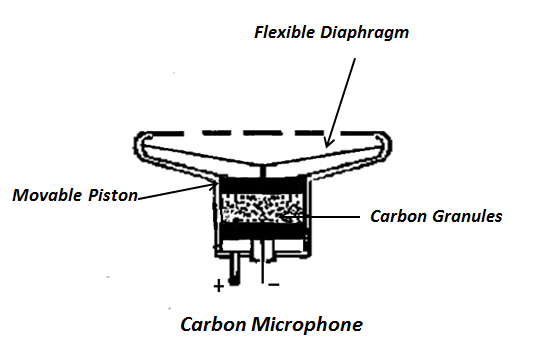 Flexible Diaphragm
Movable Piston
Carbon Granules
+ –
Carbon Microphone